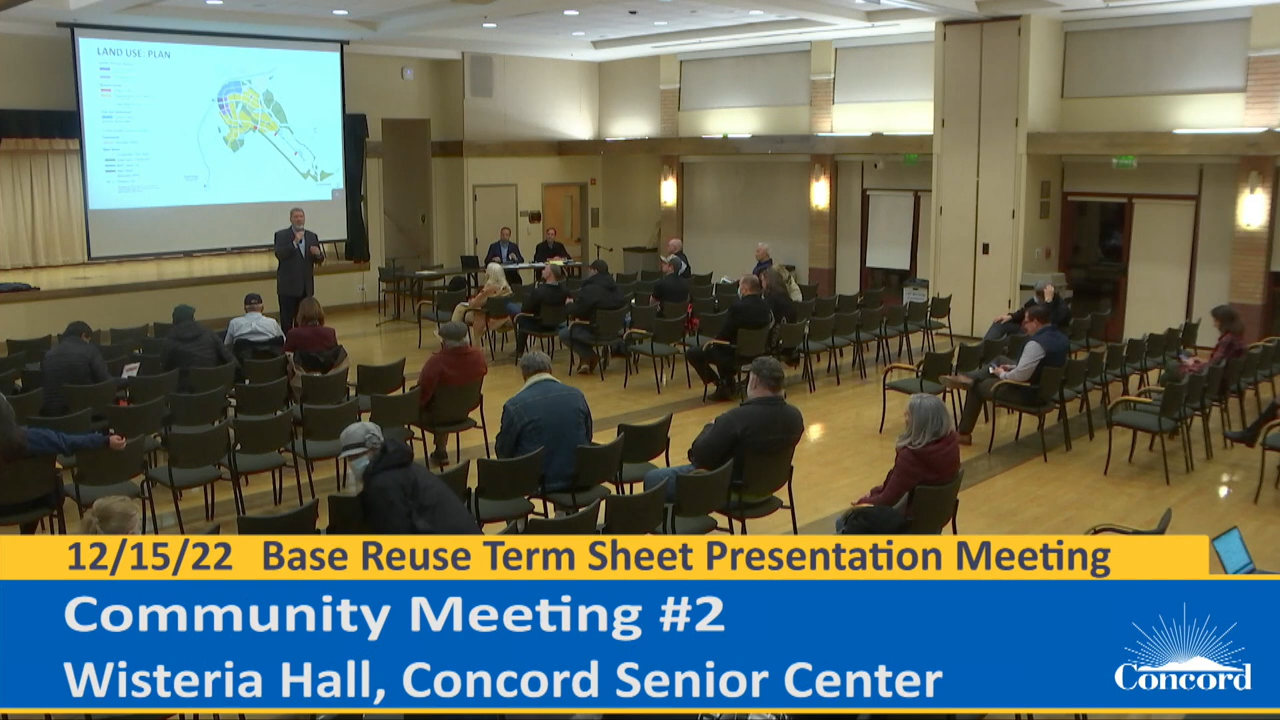 LAND USE: PLAN
12/15/22 Base Reuse Term Sheet Presentation Meeting
Community Meeting #2
Wisteria Hall, Concord Senior Center
Concord